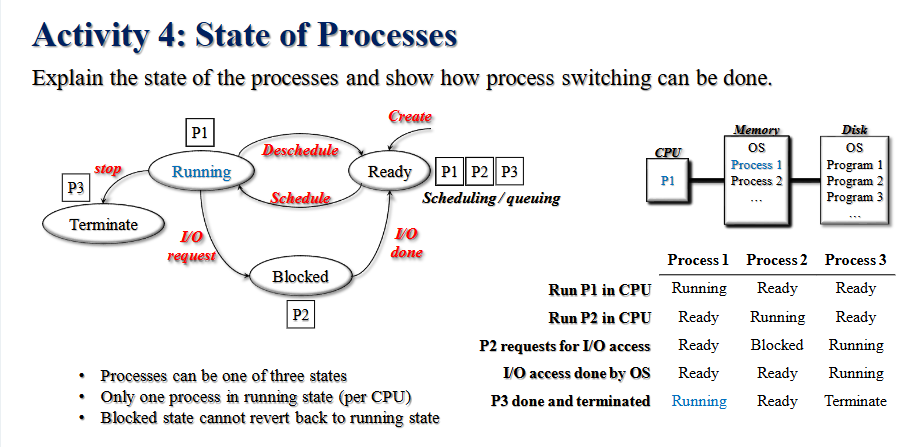 Activity 4: State of Processes
Explain the state of the processes and show how process switching can be done.
P1
Create
Deschedule
stop
Running
Ready
P1 P2 P3
P3
Schedule
Scheduling / queuing
Terminate
I/O
request
I/O
done
Blocked
P2
CPU
P1
Memory
OS
Process 1
Process 2
...
Disk
OS
Program 1
Program 2
Program 3
...
Process 1 Process 2 Process 3
Run P1 in CPU Running Ready Ready
Run P2 in CPU Ready Running Ready
P2 requests for I/O access Ready Blocked Running
I/O access done by OS Ready Ready Running
P3 done and terminated Running Ready Terminate
• Processes can be one of three states
• Only one process in running state (per CPU)
• Blocked state cannot revert back to running state